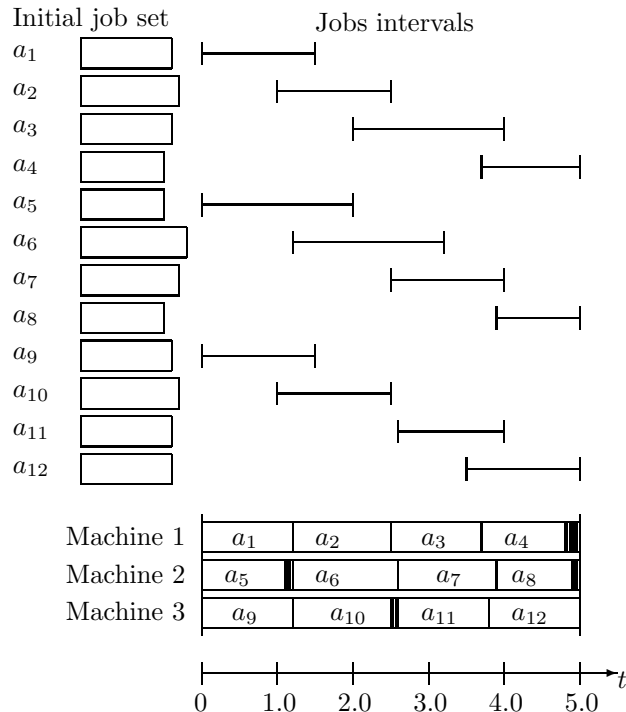 Initial job set
Jobs intervals
a₁
a₂
a₃
a₄
a₅
a₆
a₇
a₈
a₉
a₁₀
a₁₁
a₁₂
Machine 1 a₁ a₂ a₃ a₄
Machine 2 a₅ a₆ a₇ a₈
Machine 3 a₉ a₁₀ a₁₁ a₁₂
t
0 1.0 2.0 3.0 4.0 5.0